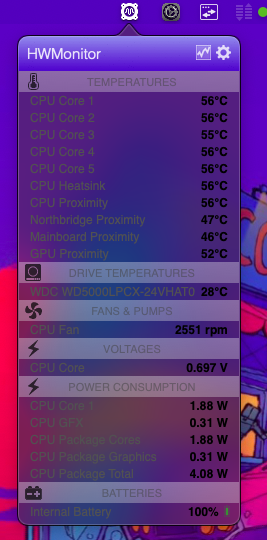 HWMonitor
TEMPERATURES
CPU Core 1 56°C
CPU Core 2 56°C
CPU Core 3 55°C
CPU Core 4 56°C
CPU Core 5 56°C
CPU Heatsink 56°C
CPU Proximity 56°C
Northbridge Proximity 47°C
Mainboard Proximity 46°C
GPU Proximity 52°C
DRIVE TEMPERATURES
WDC WD5000LPCX-24VHAT0 28°C
FANS & PUMPS
CPU Fan 2551 rpm
VOLTAGES
CPU Core 0.697 V
POWER CONSUMPTION
CPU Core 1 1.88 W
CPU GFX 0.31 W
CPU Package Cores 1.88 W
CPU Package Graphics 0.31 W
CPU Package Total 4.08 W
BATTERIES
Internal Battery 100%